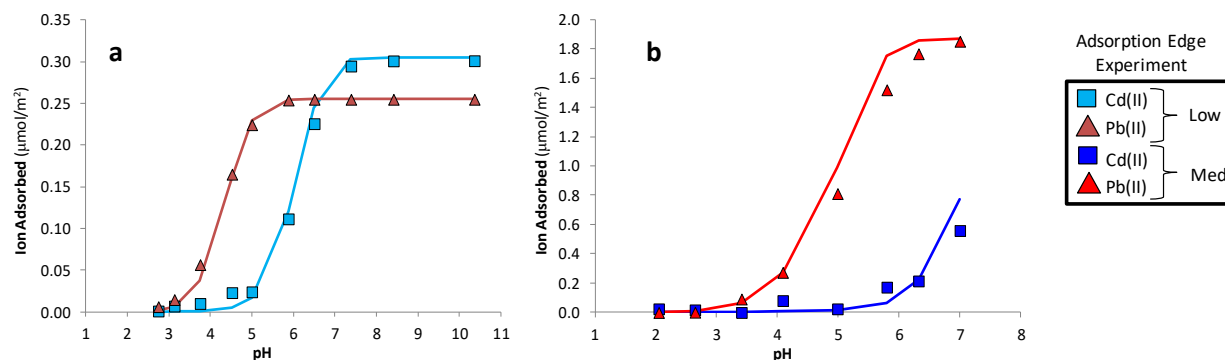 a
Ion Adsorbed (µmol/m²)
0.35
0.30
0.25
0.20
0.15
0.10
0.05
0.00
1 2 3 4 5 6 7 8 9 10 11
pH
b
Ion Adsorbed (µmol/m²)
2.0
1.8
1.6
1.4
1.2
1.0
0.8
0.6
0.4
0.2
0.0
1 2 3 4 5 6 7 8
pH
Adsorption Edge
Experiment
Cd(II)
Pb(II)
Low
Cd(II)
Pb(II)
Med